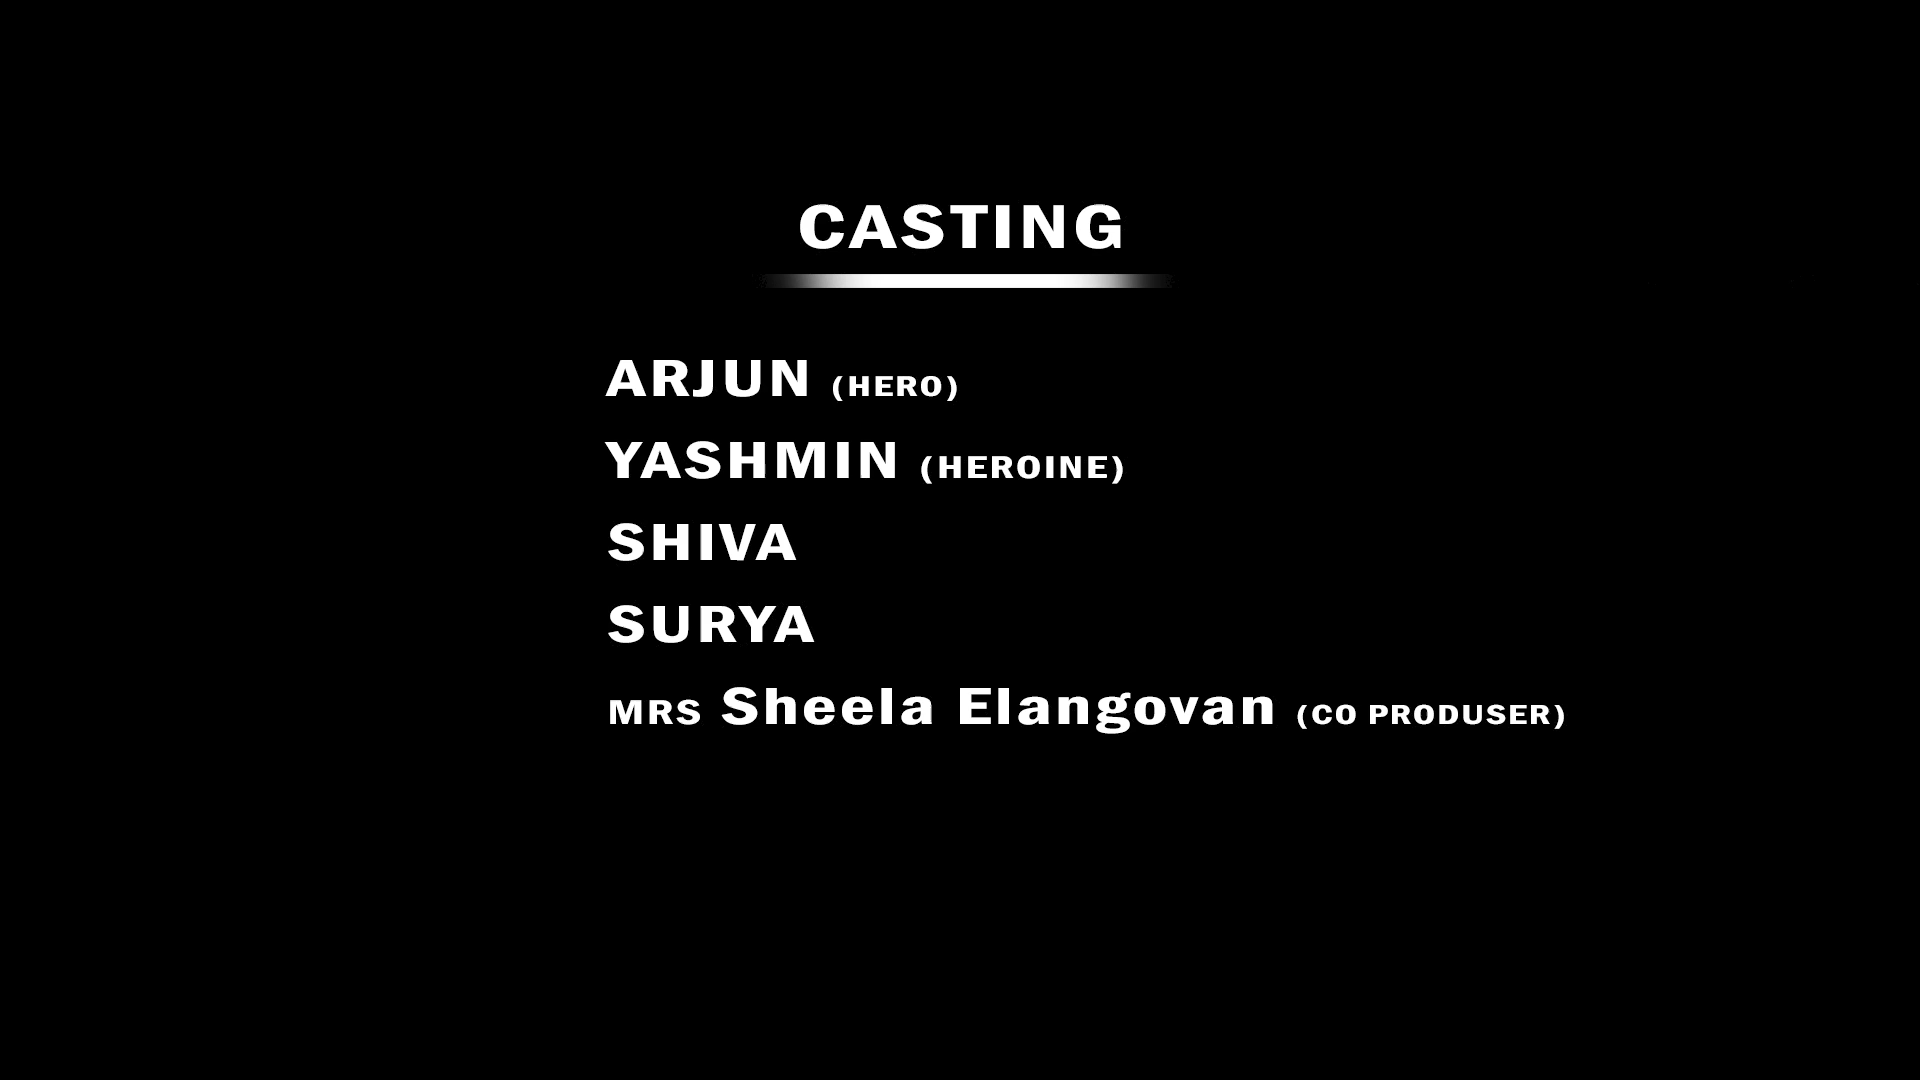 CASTING
ARJUN (HERO)
YASHMIN (HEROINE)
SHIVA
SURYA
MRS Sheela Elangovan (CO PRODUSER)